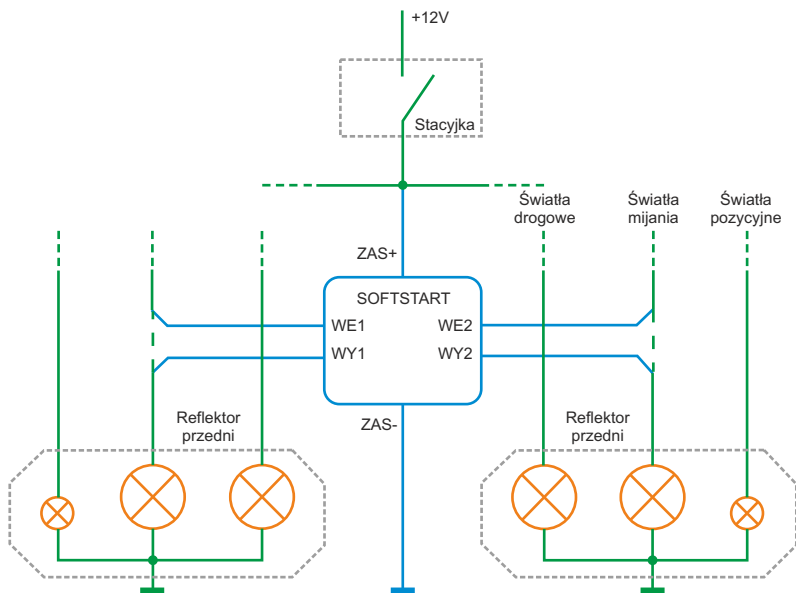 +12V
Stacyjka
Światła
drogowe
Światła
mijania
Światła
pozycyjne
ZAS+
SOFTSTART
WE1
WE2
WY1
WY2
ZAS-
Reflektor
przedni
Reflektor
przedni